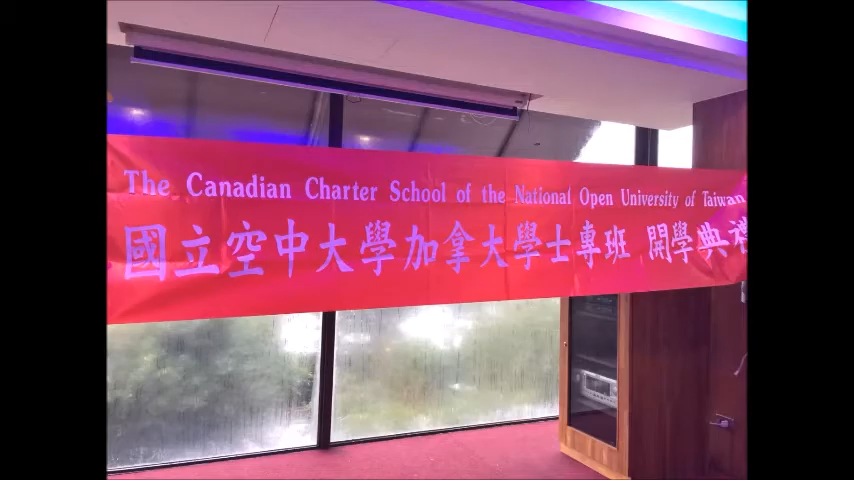 The Canadian Charter School of the National Open University of Taiwan
國立空中大學加拿大學士專班 開學典禮